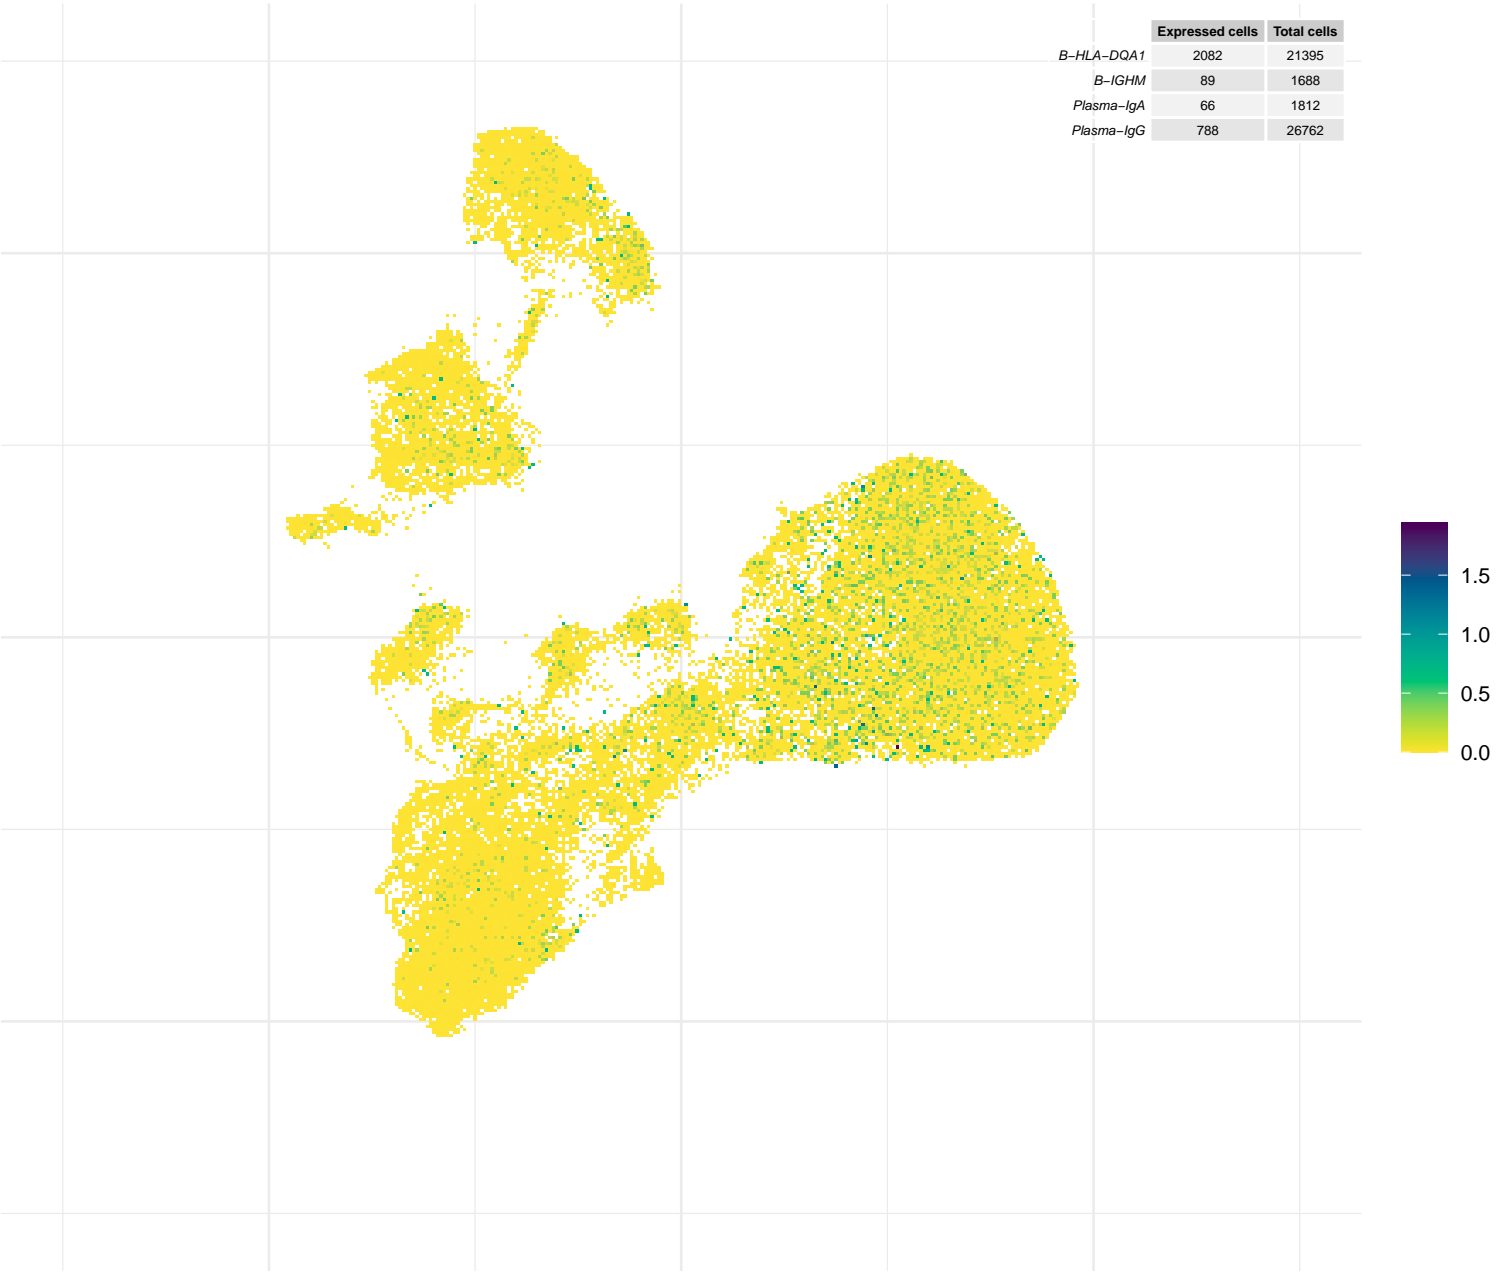 Expressed cells Total cells
B−HLA−DQA1 2082 21395
B−IGHM 89 1688
Plasma−IgA 66 1812
Plasma−IgG 788 26762
1.5
1.0
0.5
0.0